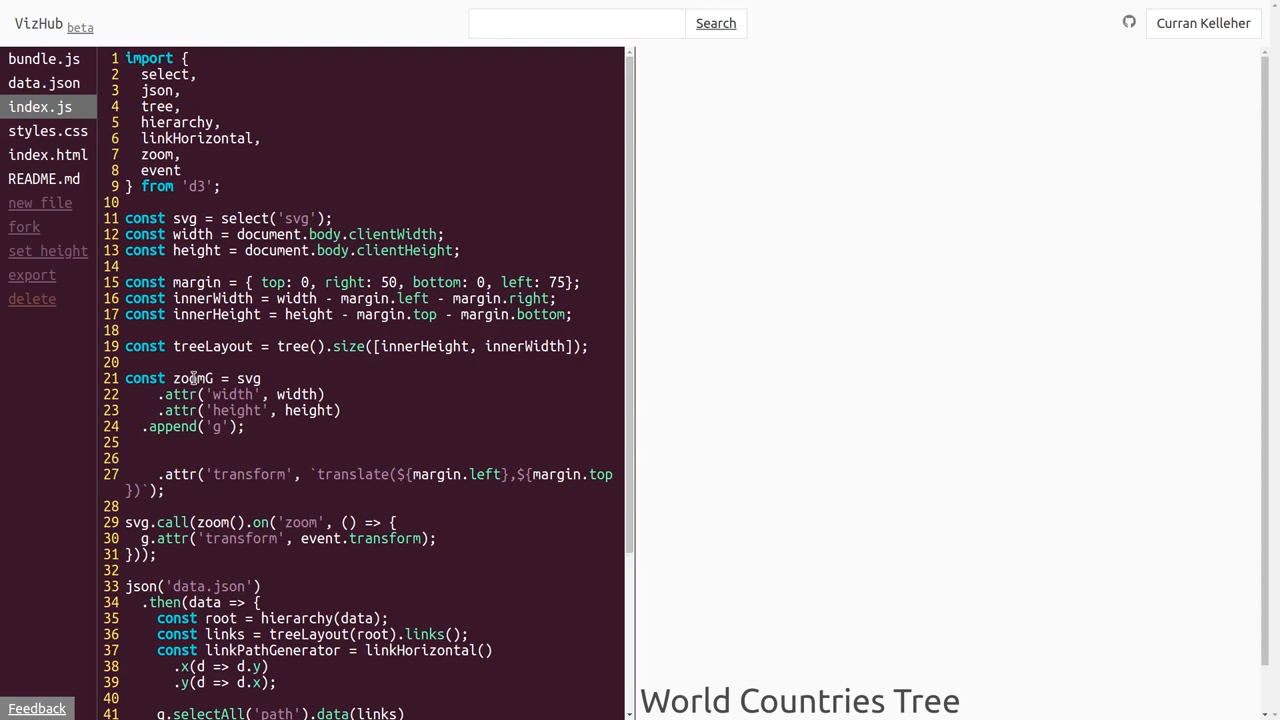 VizHub beta
Search
Curran Kelleher
bundle.js
data.json
index.js
styles.css
index.html
README.md
new file
fork
set height
export
delete
Feedback
1 import {
2 select,
3 json,
4 tree,
5 hierarchy,
6 linkHorizontal,
7 zoom,
8 event
9 } from 'd3';
10
11 const svg = select('svg');
12 const width = document.body.clientWidth;
13 const height = document.body.clientHeight;
14
15 const margin = { top: 0, right: 50, bottom: 0, left: 75};
16 const innerWidth = width - margin.left - margin.right;
17 const innerHeight = height - margin.top - margin.bottom;
18
19 const treeLayout = tree().size([innerHeight, innerWidth]);
20
21 const zoomG = svg
22 .attr('width', width)
23 .attr('height', height)
24 .append('g');
25
26
27 .attr('transform', `translate(${margin.left},${margin.top
})`);
28
29 svg.call(zoom().on('zoom', () => {
30 g.attr('transform', event.transform);
31 }));
32
33 json('data.json')
34 .then(data => {
35 const root = hierarchy(data);
36 const links = treeLayout(root).links();
37 const linkPathGenerator = linkHorizontal()
38 .x(d => d.y)
39 .y(d => d.x);
40
41 g.selectAll('path').data(links)
World Countries Tree